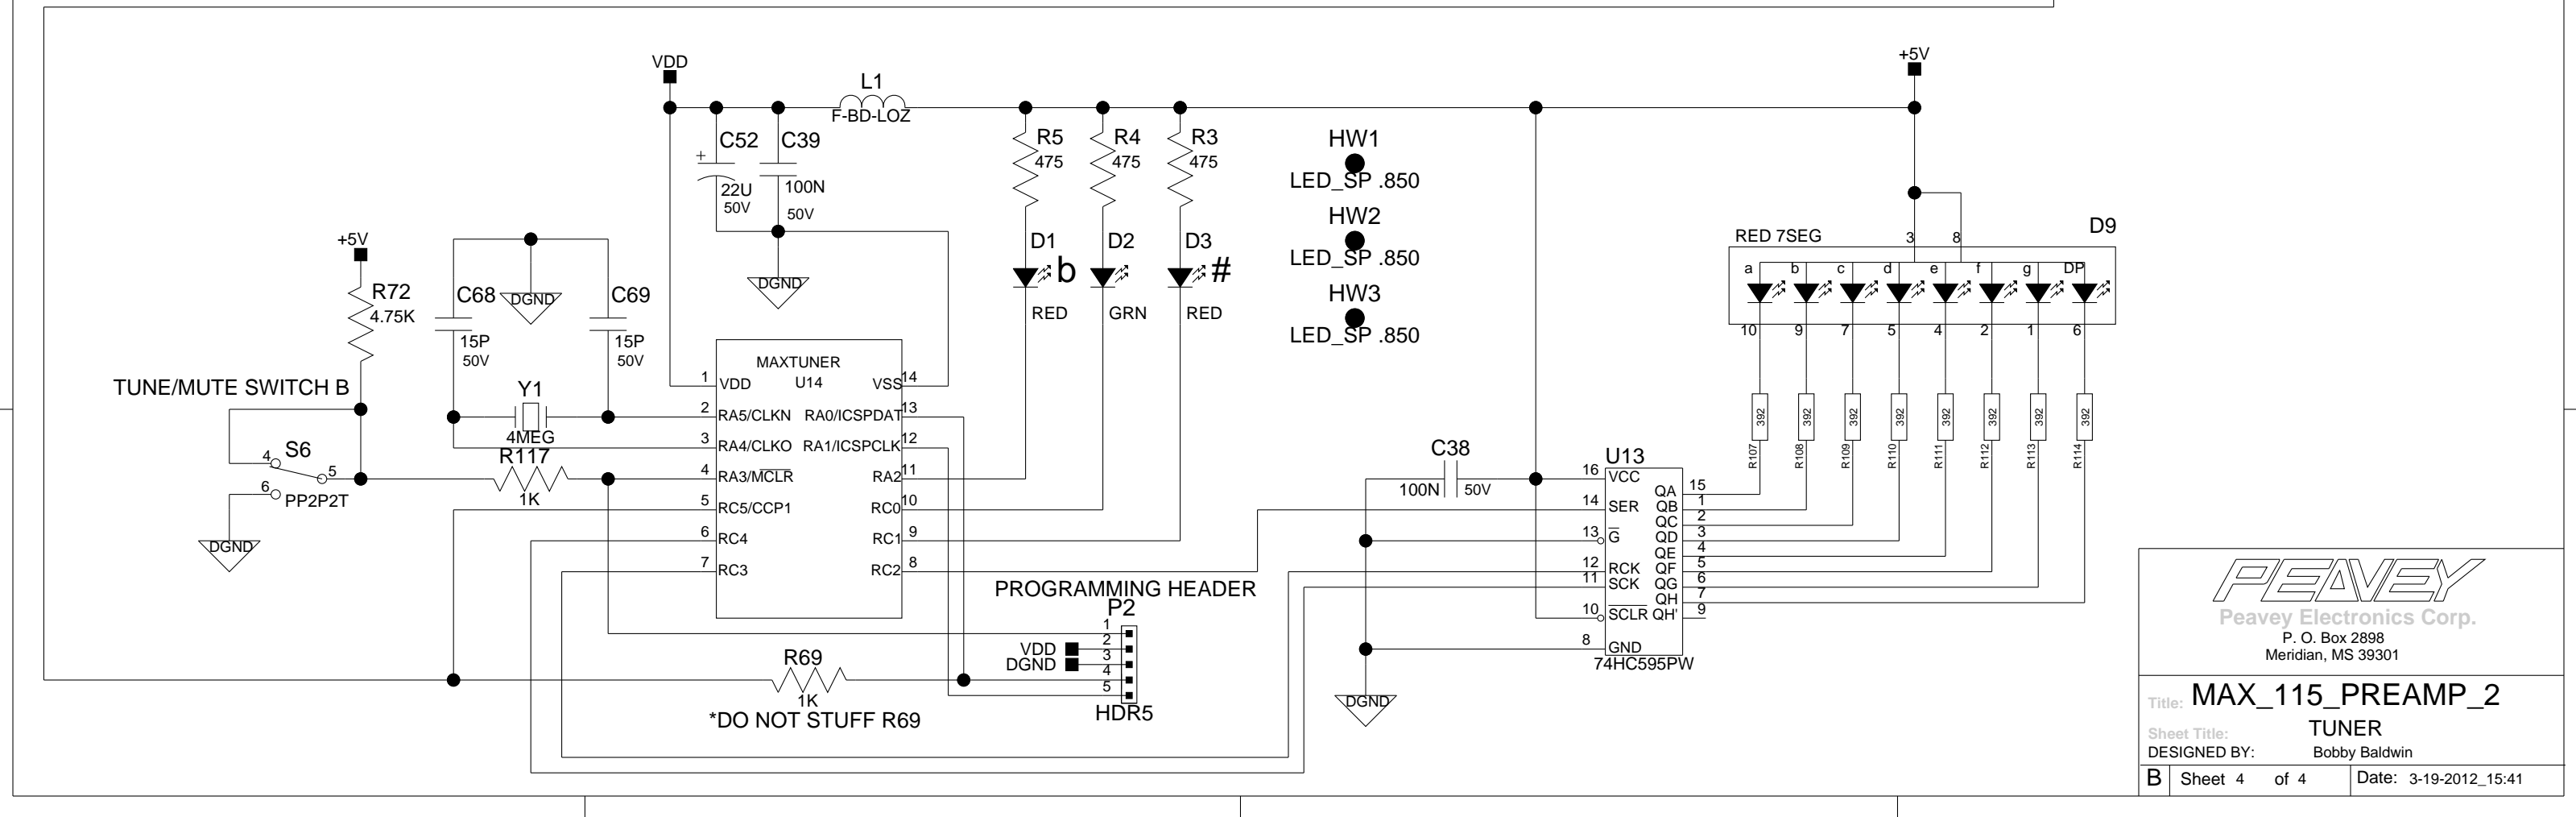 VDD
L1
F-BD-LOZ
+5V
C52
+
22U
50V
C39
100N
50V
DGND
R5
475
R4
475
R3
475
D1
b
RED
D2
GRN
D3
#
RED
HW1
LED_SP .850
HW2
LED_SP .850
HW3
LED_SP .850
+5V
R72
4.75K
C68
15P
50V
DGND
C69
15P
50V
TUNE/MUTE SWITCH B
Y1
4MEG
S6
4
5
6
PP2P2T
DGND
R117
1K
MAXTUNER
U14
1 VDD
2 RA5/CLKN
3 RA4/CLKO
4 RA3/MCLR
5 RC5/CCP1
6 RC4
7 RC3
VSS 14
RA0/ICSPDAT 13
RA1/ICSPCLK 12
RA2 11
RC0 10
RC1 9
RC2 8
PROGRAMMING HEADER
P2
1
2
3
4
5
VDD
DGND
HDR5
R69
1K
*DO NOT STUFF R69
RED 7SEG
D9
3 8
a b c d e f g DP
10 9 7 5 4 2 1 6
392 392 392 392 392 392 392 392
R107 R108 R109 R110 R111 R112 R113 R114
C38
100N 50V
DGND
U13
16 VCC
14 SER
13 G
12 RCK
11 SCK
10 SCLR
8 GND
QA 15
QB 1
QC 2
QD 3
QE 4
QF 5
QG 6
QH 7
QH' 9
74HC595PW
PEAVEY
Peavey Electronics Corp.
P. O. Box 2898
Meridian, MS 39301
Title: MAX_115_PREAMP_2
Sheet Title: TUNER
DESIGNED BY: Bobby Baldwin
B Sheet 4 of 4 Date: 3-19-2012_15:41